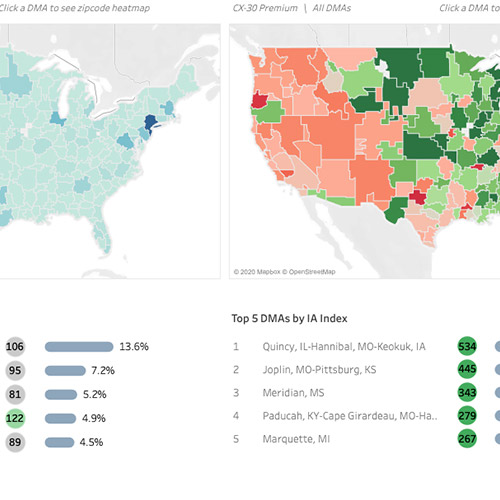 Click a DMA to see zipcode heatmap
CX-30 Premium \ All DMAs
Click a DMA to
© 2020 Mapbox © OpenStreetMap
Top 5 DMAs by IA Index
106 13.6%
95 7.2%
81 5.2%
122 4.9%
89 4.5%
1 Quincy, IL-Hannibal, MO-Keokuk, IA 534
2 Joplin, MO-Pittsburg, KS 445
3 Meridian, MS 343
4 Paducah, KY-Cape Girardeau, MO-Ha.. 279
5 Marquette, MI 267